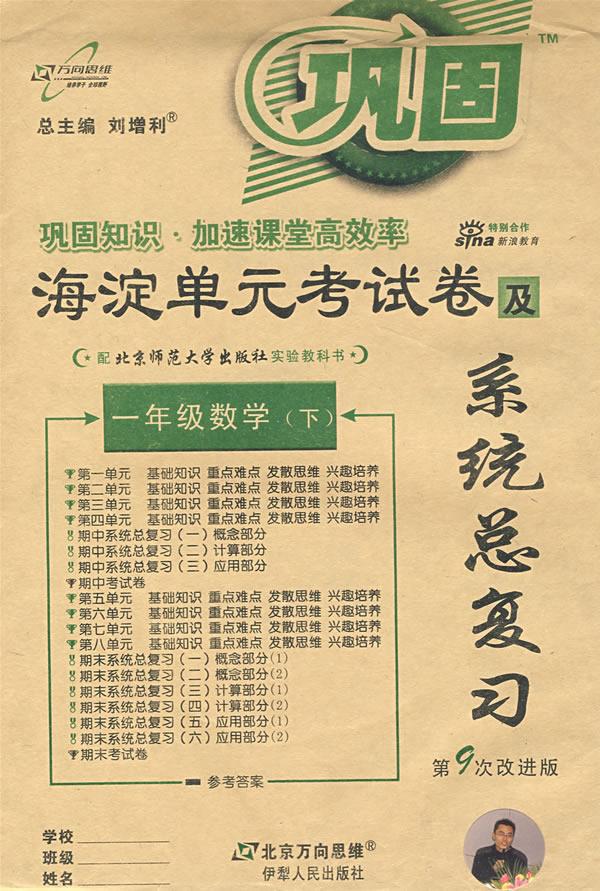 万向思维
巩固™
总主编 刘增利®
巩固知识·加速课堂高效率
特别合作
sina 新浪教育
海淀单元考试卷及
系统总复习
配 北京师范大学出版社 实验教科书
一年级数学(下)
第一单元 基础知识 重点难点 发散思维 兴趣培养
第二单元 基础知识 重点难点 发散思维 兴趣培养
第三单元 基础知识 重点难点 发散思维 兴趣培养
第四单元 基础知识 重点难点 发散思维 兴趣培养
期中系统总复习(一)概念部分
期中系统总复习(二)计算部分
期中系统总复习(三)应用部分
期中考试卷
第五单元 基础知识 重点难点 发散思维 兴趣培养
第六单元 基础知识 重点难点 发散思维 兴趣培养
第七单元 基础知识 重点难点 发散思维 兴趣培养
第八单元 基础知识 重点难点 发散思维 兴趣培养
期末系统总复习(一)概念部分(1)
期末系统总复习(二)概念部分(2)
期末系统总复习(三)计算部分(1)
期末系统总复习(四)计算部分(2)
期末系统总复习(五)应用部分(1)
期末系统总复习(六)应用部分(2)
期末考试卷
参考答案
第9次改进版
学校
班级
姓名
北京万向思维®
伊犁人民出版社